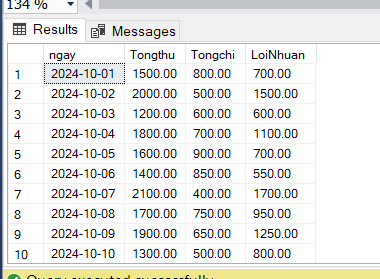 134 %
Results Messages
ngay Tongthu Tongchi LoiNhuan
1 2024-10-01 1500.00 800.00 700.00
2 2024-10-02 2000.00 500.00 1500.00
3 2024-10-03 1200.00 600.00 600.00
4 2024-10-04 1800.00 700.00 1100.00
5 2024-10-05 1600.00 900.00 700.00
6 2024-10-06 1400.00 850.00 550.00
7 2024-10-07 2100.00 400.00 1700.00
8 2024-10-08 1700.00 750.00 950.00
9 2024-10-09 1900.00 650.00 1250.00
10 2024-10-10 1300.00 500.00 800.00
Query executed successfully